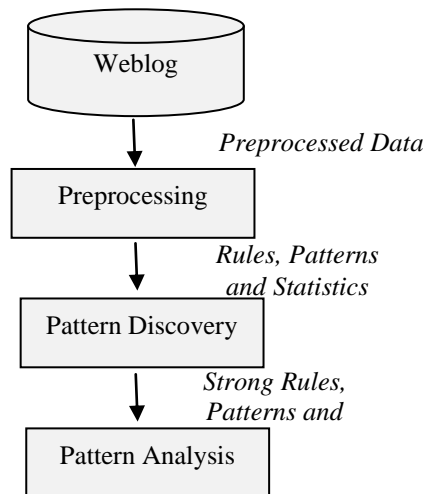 Weblog
Preprocessed Data
Preprocessing
Rules, Patterns
and Statistics
Pattern Discovery
Strong Rules,
Patterns and
Pattern Analysis